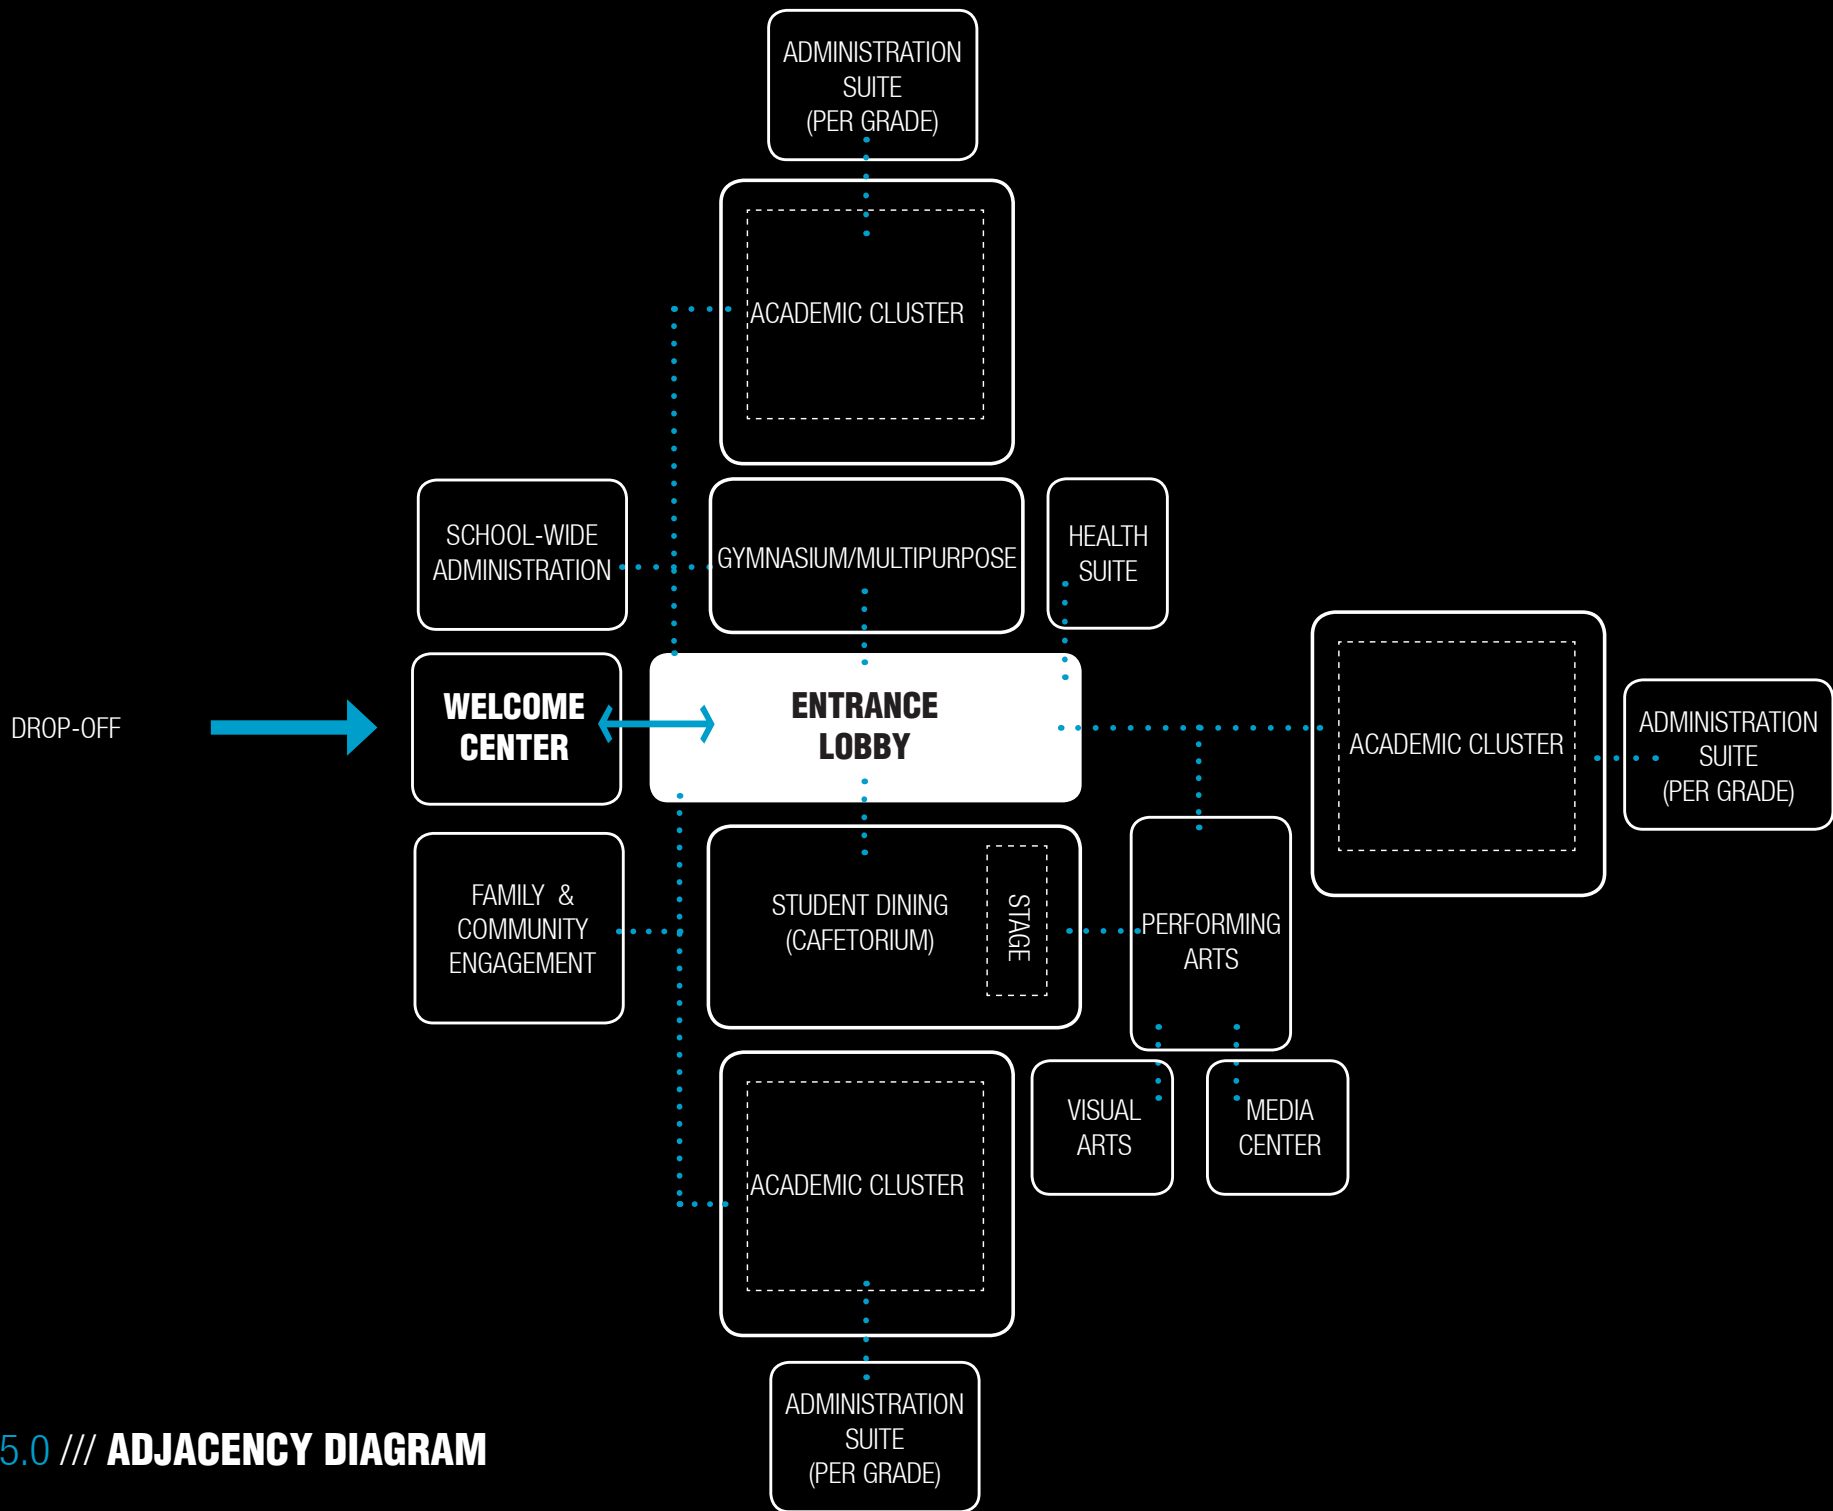 ADMINISTRATION
SUITE
(PER GRADE)
ACADEMIC CLUSTER
SCHOOL-WIDE
ADMINISTRATION
GYMNASIUM/MULTIPURPOSE
HEALTH
SUITE
DROP-OFF
WELCOME
CENTER
ENTRANCE
LOBBY
ACADEMIC CLUSTER
ADMINISTRATION
SUITE
(PER GRADE)
FAMILY & 
COMMUNITY
ENGAGEMENT
STUDENT DINING
(CAFETORIUM)
STAGE
PERFORMING
ARTS
VISUAL
ARTS
MEDIA
CENTER
ACADEMIC CLUSTER
ADMINISTRATION
SUITE
(PER GRADE)
5.0 /// ADJACENCY DIAGRAM